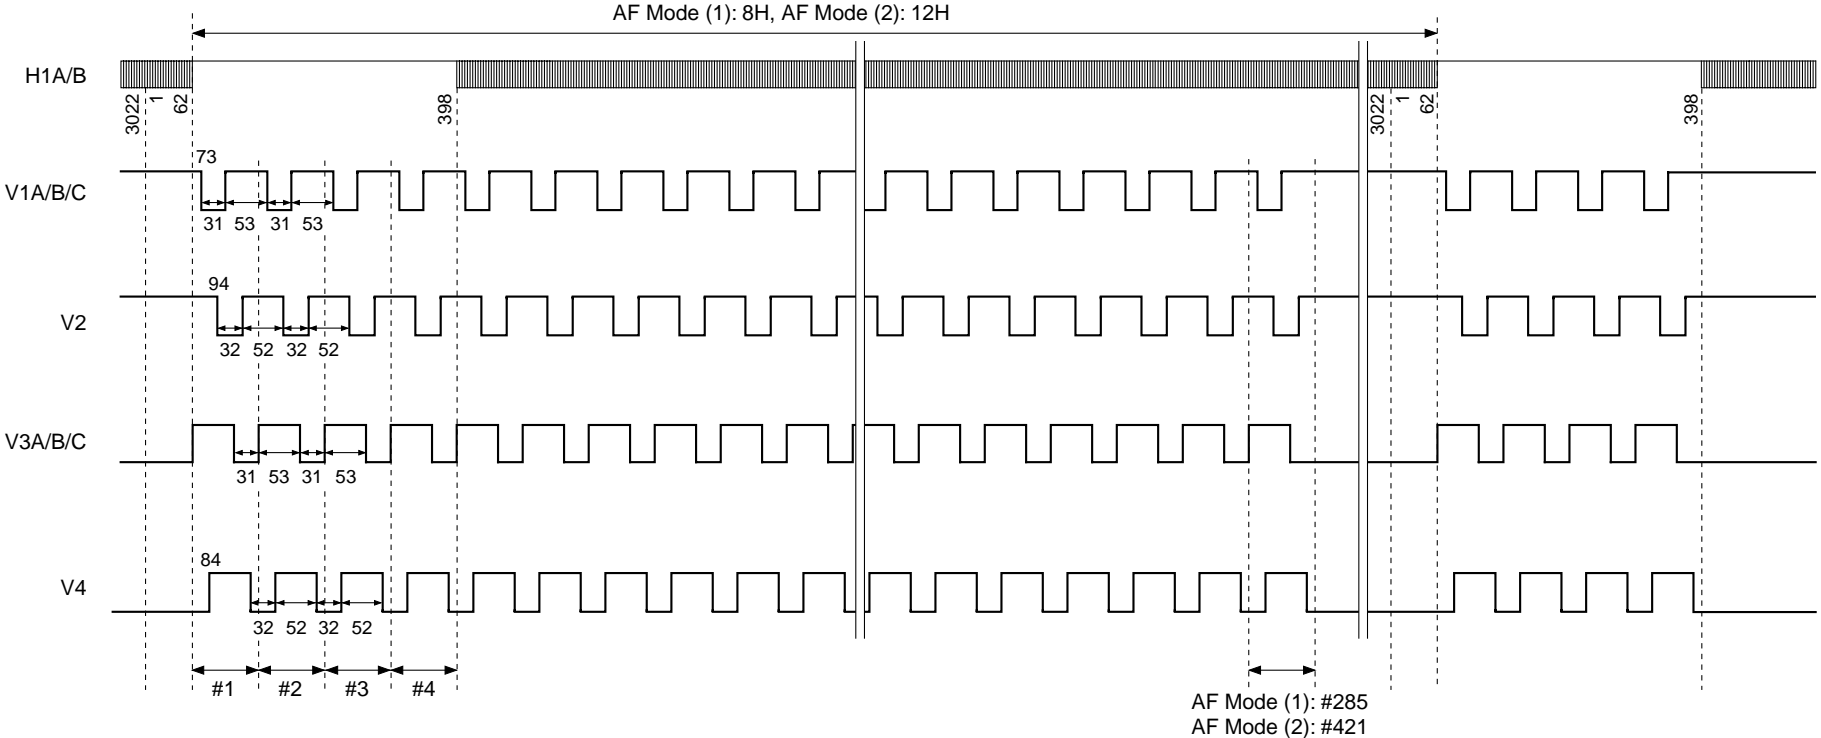 AF Mode (1): 8H, AF Mode (2): 12H
H1A/B
3022 1 62 398 3022 1 62 398
73
V1A/B/C
31 53 31 53
94
V2
32 52 32 52
V3A/B/C
31 53 31 53
84
V4
32 52 32 52
#1 #2 #3 #4
AF Mode (1): #285
AF Mode (2): #421